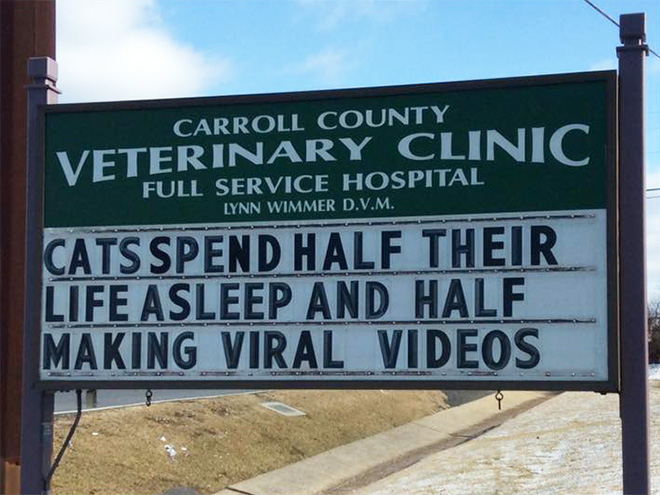 CARROLL COUNTY
VETERINARY CLINIC
FULL SERVICE HOSPITAL
LYNN WIMMER D.V.M.
CATS SPEND HALF THEIR
LIFE ASLEEP AND HALF
MAKING VIRAL VIDEOS